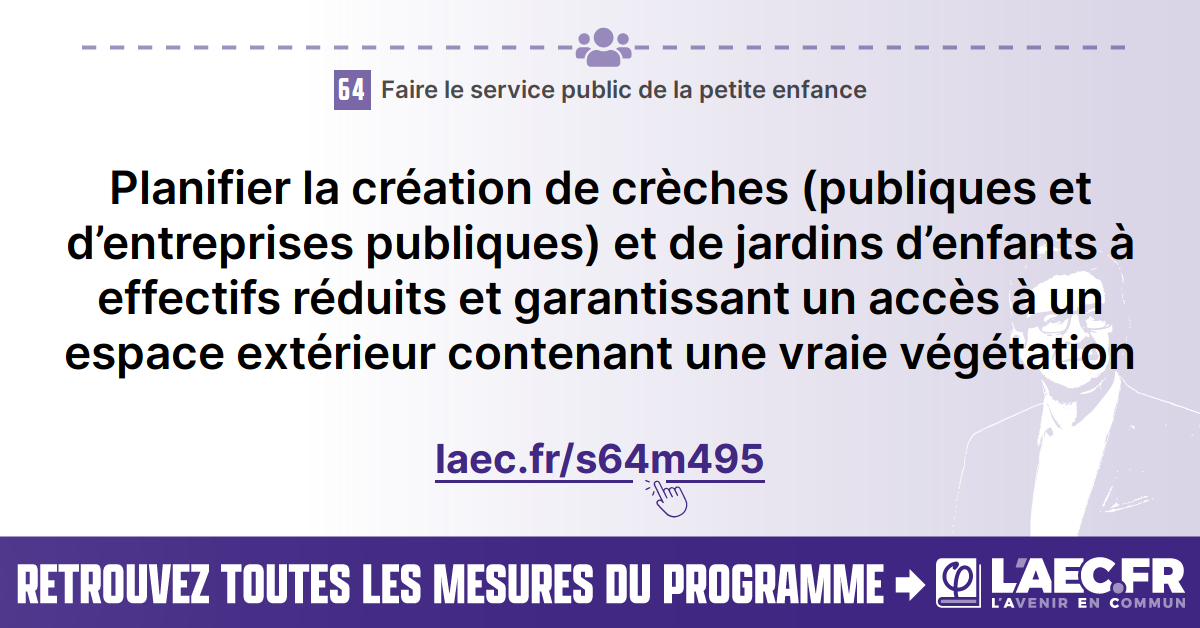 64 Faire le service public de la petite enfance
Planifier la création de crèches (publiques et
d’entreprises publiques) et de jardins d’enfants à
effectifs réduits et garantissant un accès à un
espace extérieur contenant une vraie végétation
laec.fr/s64m495
RETROUVEZ TOUTES LES MESURES DU PROGRAMME
φ L'AEC.FR
L'AVENIR EN COMMUN